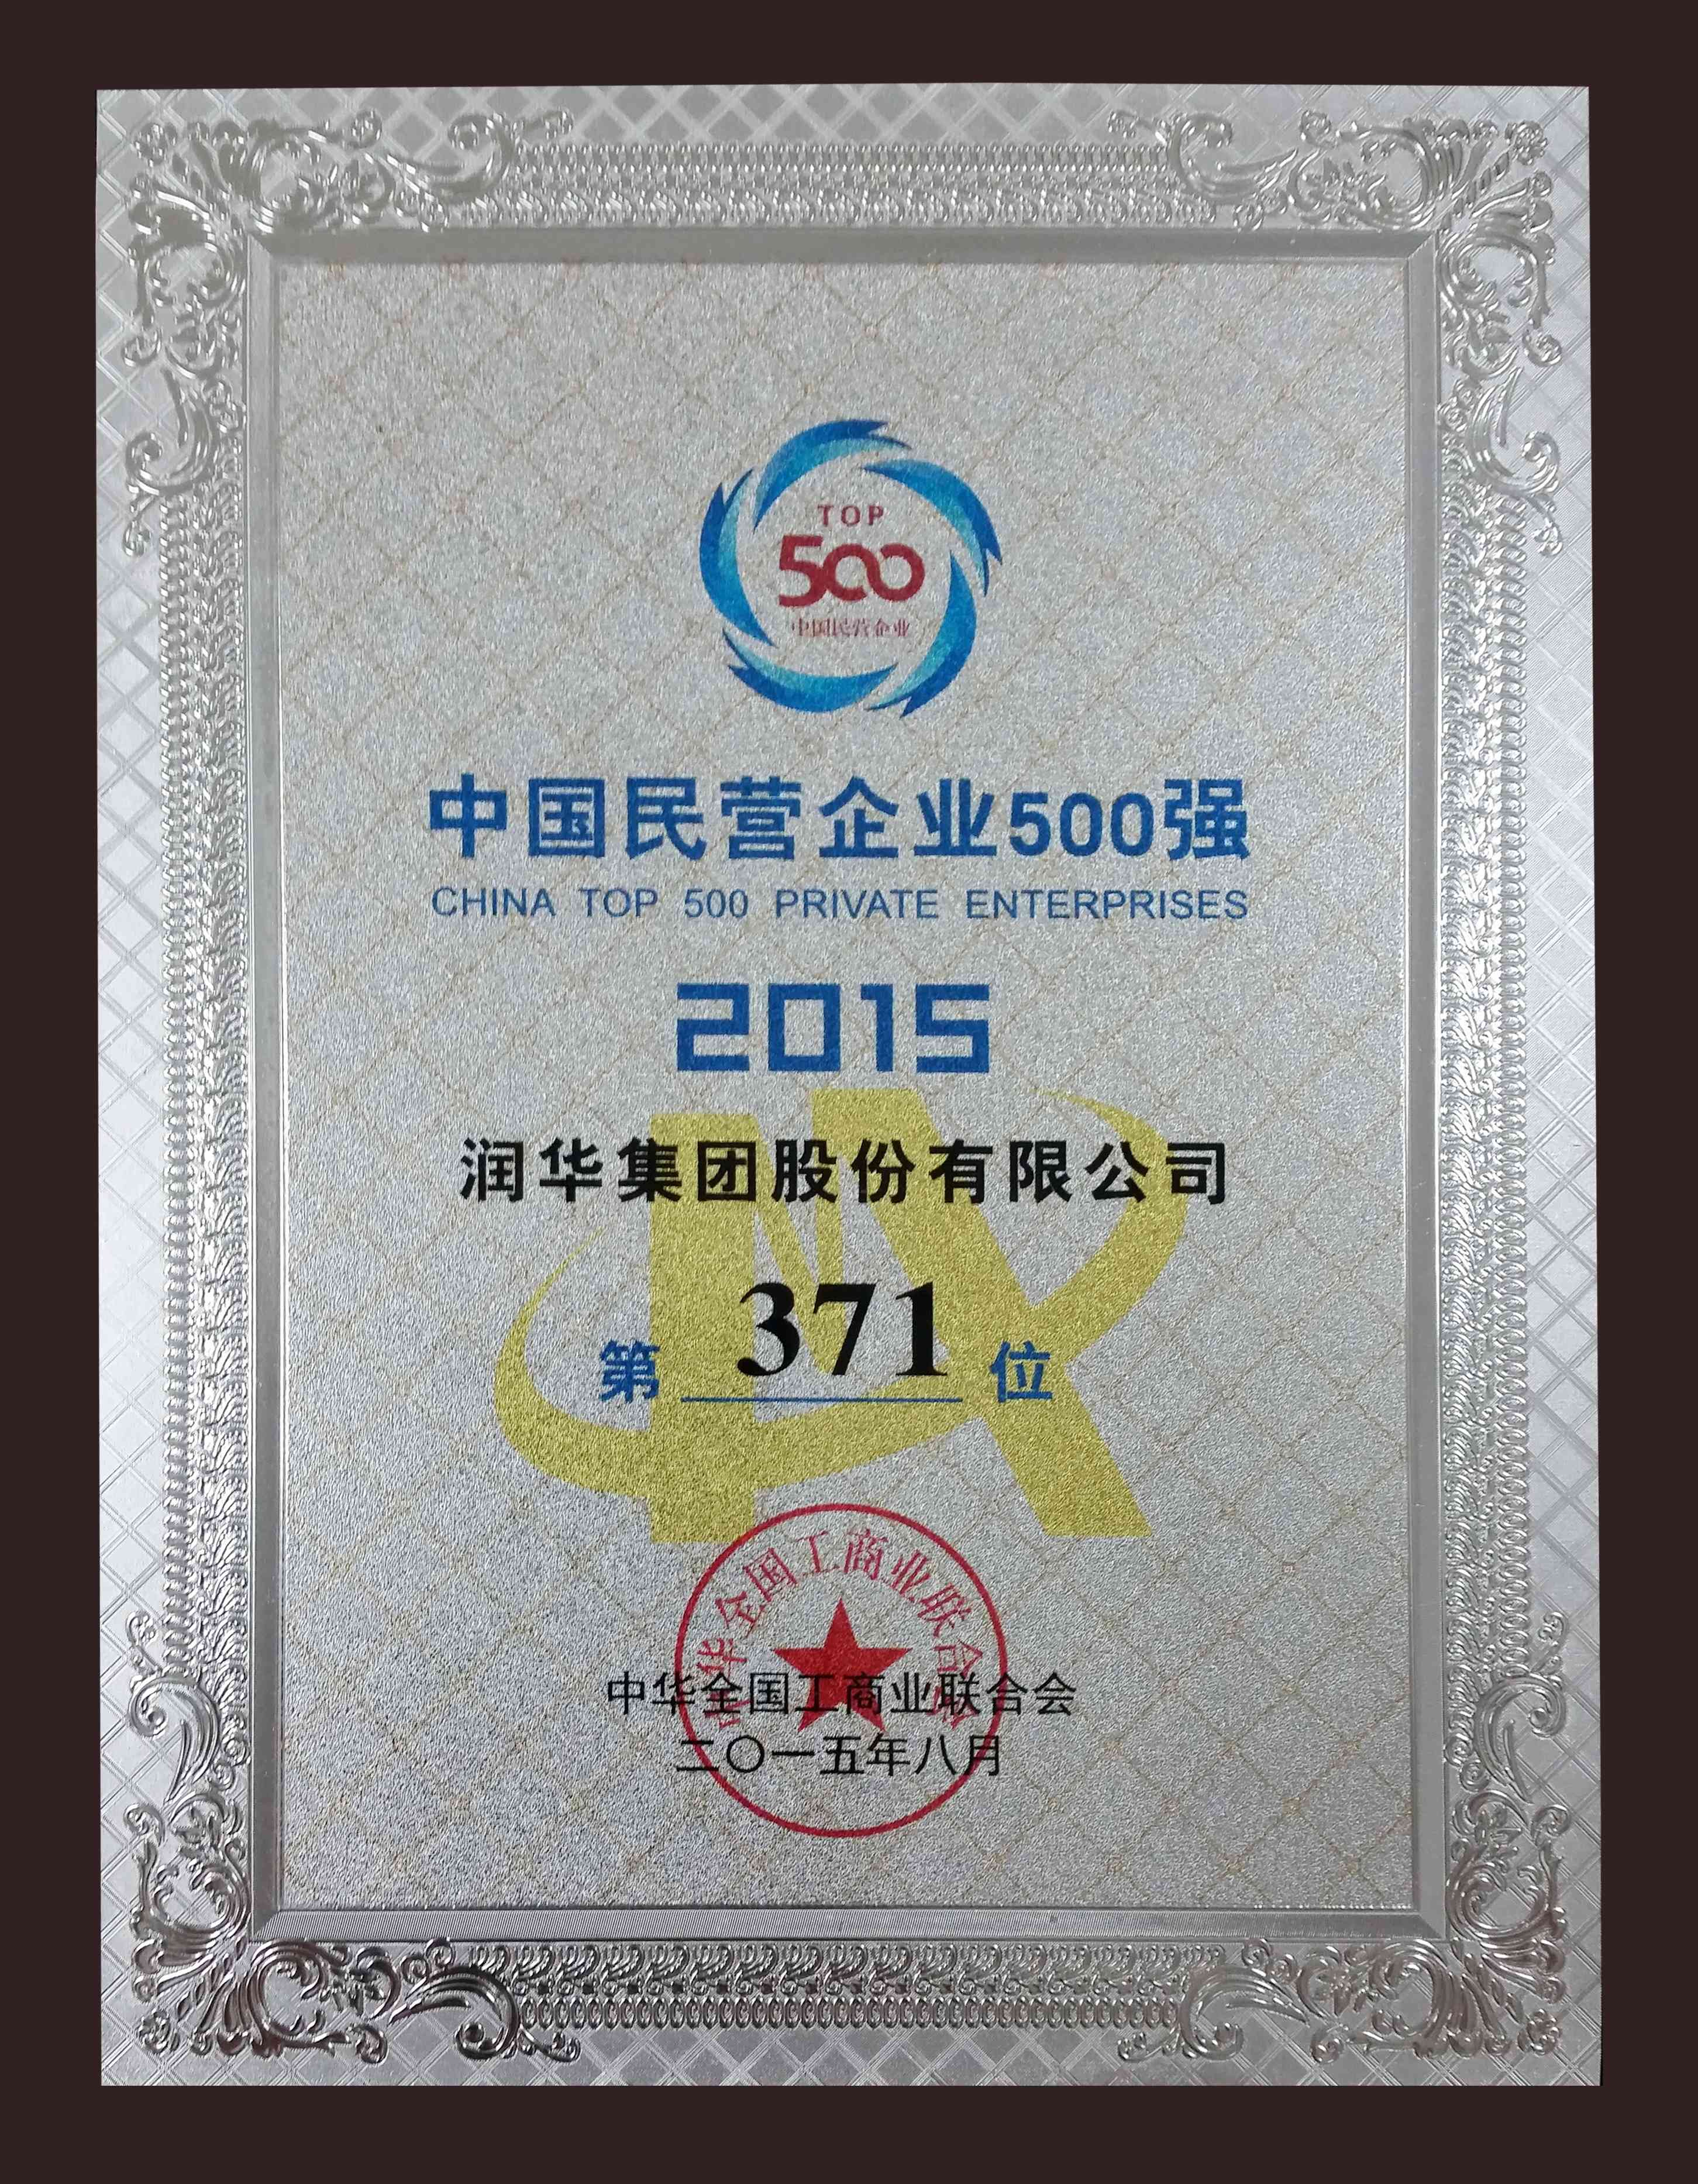 TOP
500
中国民营企业
中国民营企业500强
CHINA TOP 500 PRIVATE ENTERPRISES
2015
润华集团股份有限公司
第 371 位
中华全国工商业联合会
中华全国工商业联合会
二〇一五年八月